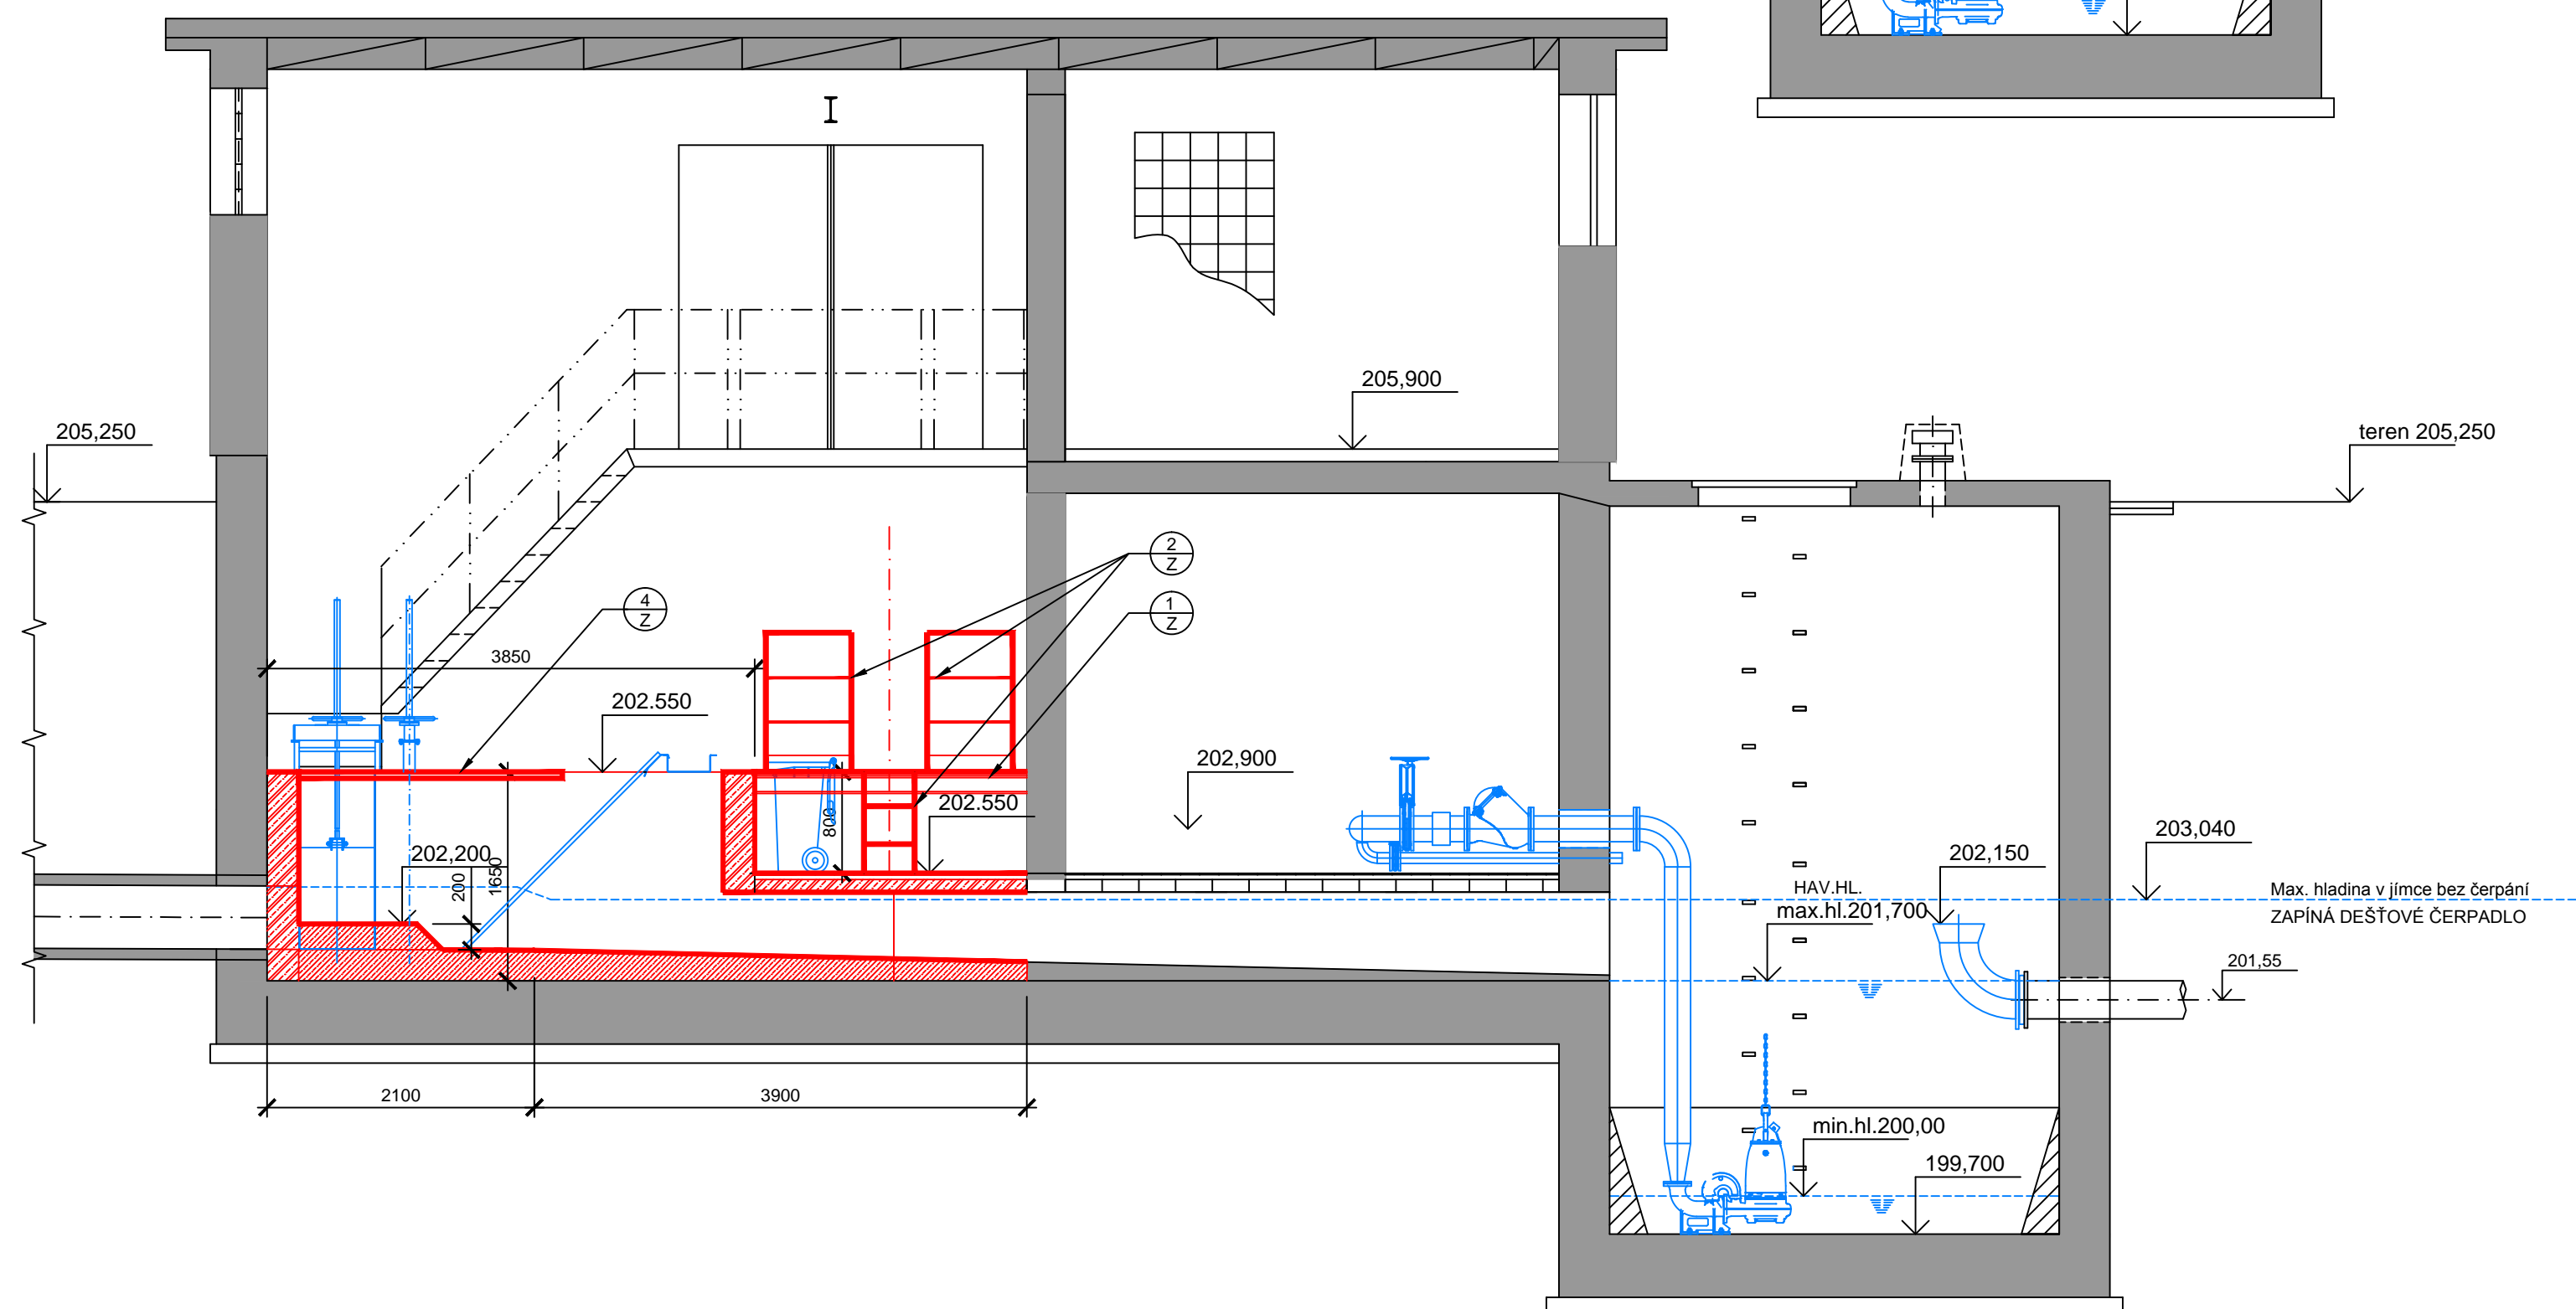 I
205,900
205,250
teren 205,250
2
Z
4
Z
1
Z
3850
202.550
202,900
202.550
800
203,040
202,200
202,150
200
1650
HAV.HL.
Max. hladina v jímce bez čerpání
max.hl.201,700
ZAPÍNÁ DEŠŤOVÉ ČERPADLO
201,55
2100
3900
min.hl.200,00
199,700